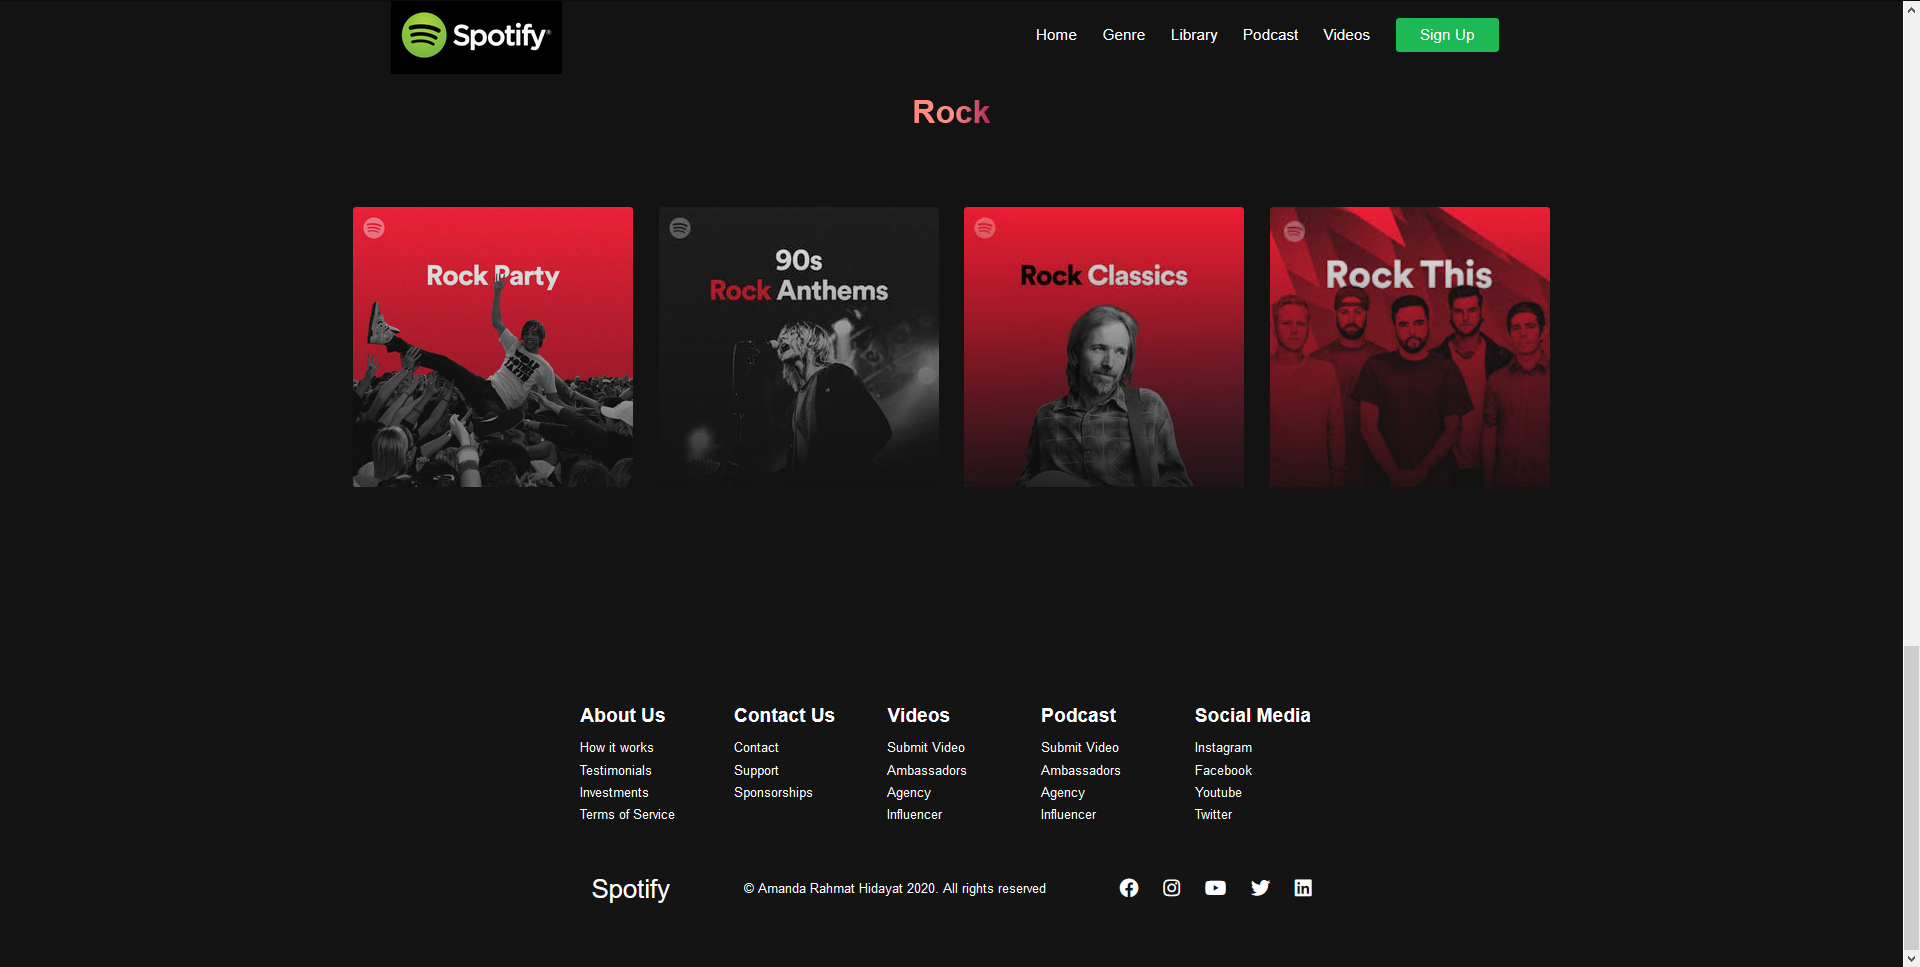 Spotify®
Home Genre Library Podcast Videos Sign Up
Rock
Rock Party
90s
Rock Anthems
Rock Classics
Rock This
About Us
How it works
Testimonials
Investments
Terms of Service
Contact Us
Contact
Support
Sponsorships
Videos
Submit Video
Ambassadors
Agency
Influencer
Podcast
Submit Video
Ambassadors
Agency
Influencer
Social Media
Instagram
Facebook
Youtube
Twitter
Spotify
© Amanda Rahmat Hidayat 2020. All rights reserved